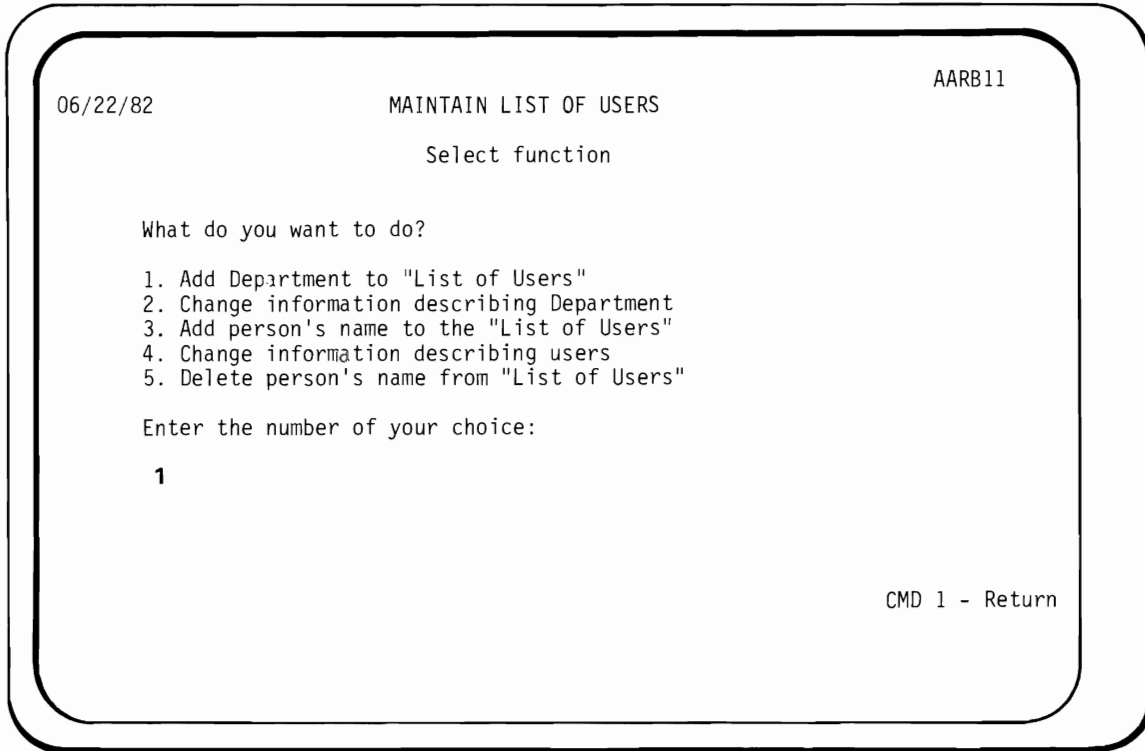 AARB11
06/22/82 MAINTAIN LIST OF USERS
Select function
What do you want to do?
1. Add Department to "List of Users"
2. Change information describing Department
3. Add person's name to the "List of Users"
4. Change information describing users
5. Delete person's name from "List of Users"
Enter the number of your choice:
1
CMD 1 - Return